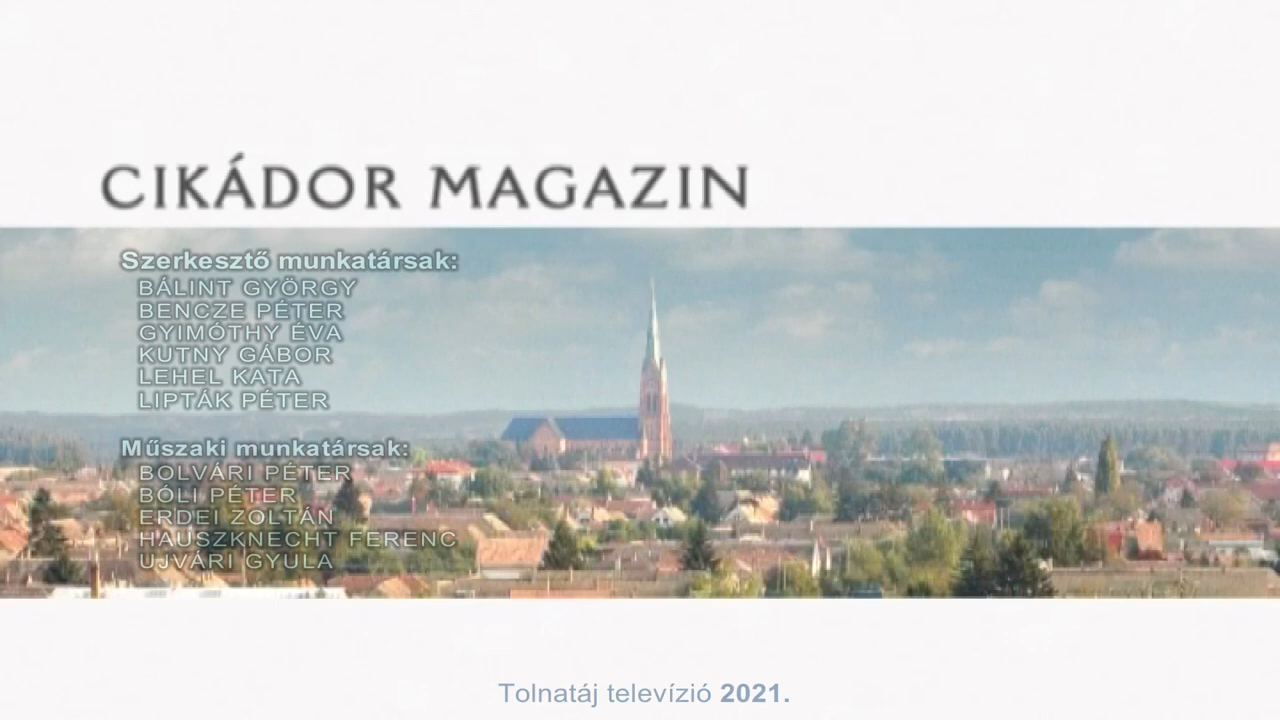 CIKÁDOR MAGAZIN
Szerkesztő munkatársak:
BÁLINT GYÖRGY
BENCZE PÉTER
GYIMÓTHY ÉVA
KUTNY GÁBOR
LEHEL KATA
LIPTÁK PÉTER
Műszaki munkatársak:
BOLVÁRI PÉTER
BÓLI PÉTER
ERDEI ZOLTÁN
HAUSZKNECHT FERENC
UJVÁRI GYULA
Tolnatáj televízió 2021.